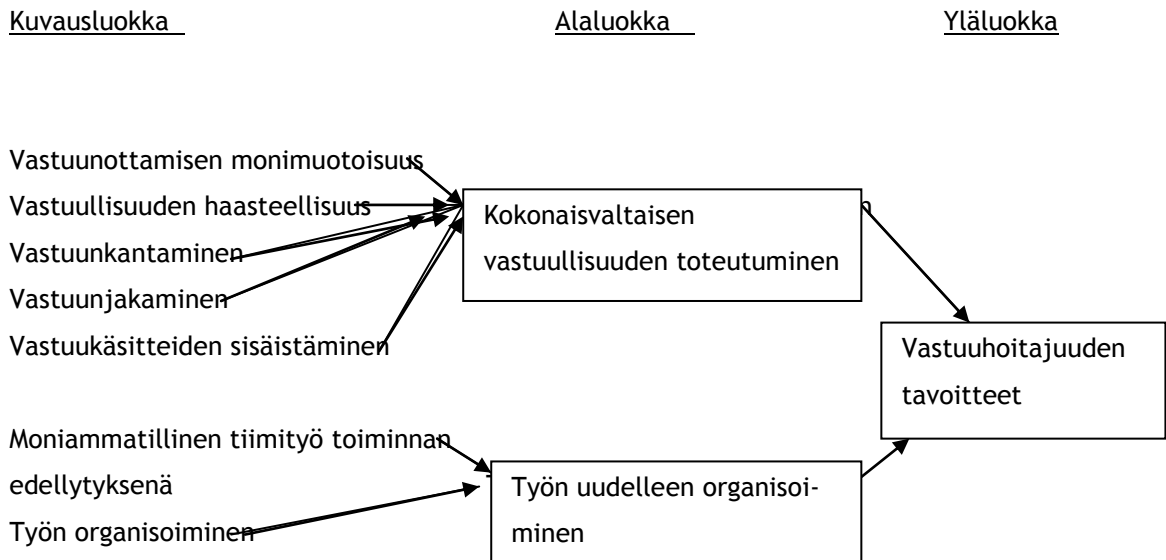 Kuvausluokka Alaluokka Yläluokka
Vastuunottamisen monimuotoisuus
Vastuullisuuden haasteellisuus
Vastuunkantaminen
Vastuunjakaminen
Vastuukäsitteiden sisäistäminen
Kokonaisvaltaisen
vastuullisuuden toteutuminen
Vastuuhoitajuuden
tavoitteet
Moniammatillinen tiimityö toiminnan
edellytyksenä
Työn organisoiminen
Työn uudelleen organisoi-
minen